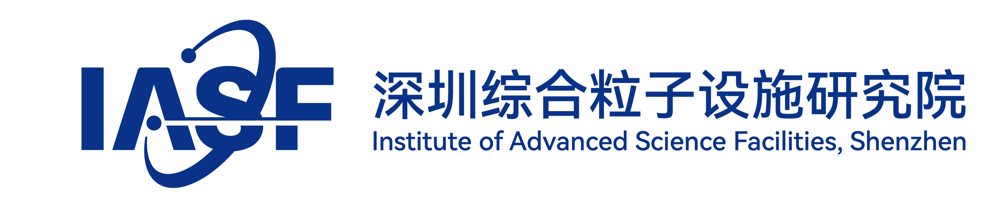 IASF
深圳综合粒子设施研究院
Institute of Advanced Science Facilities, Shenzhen